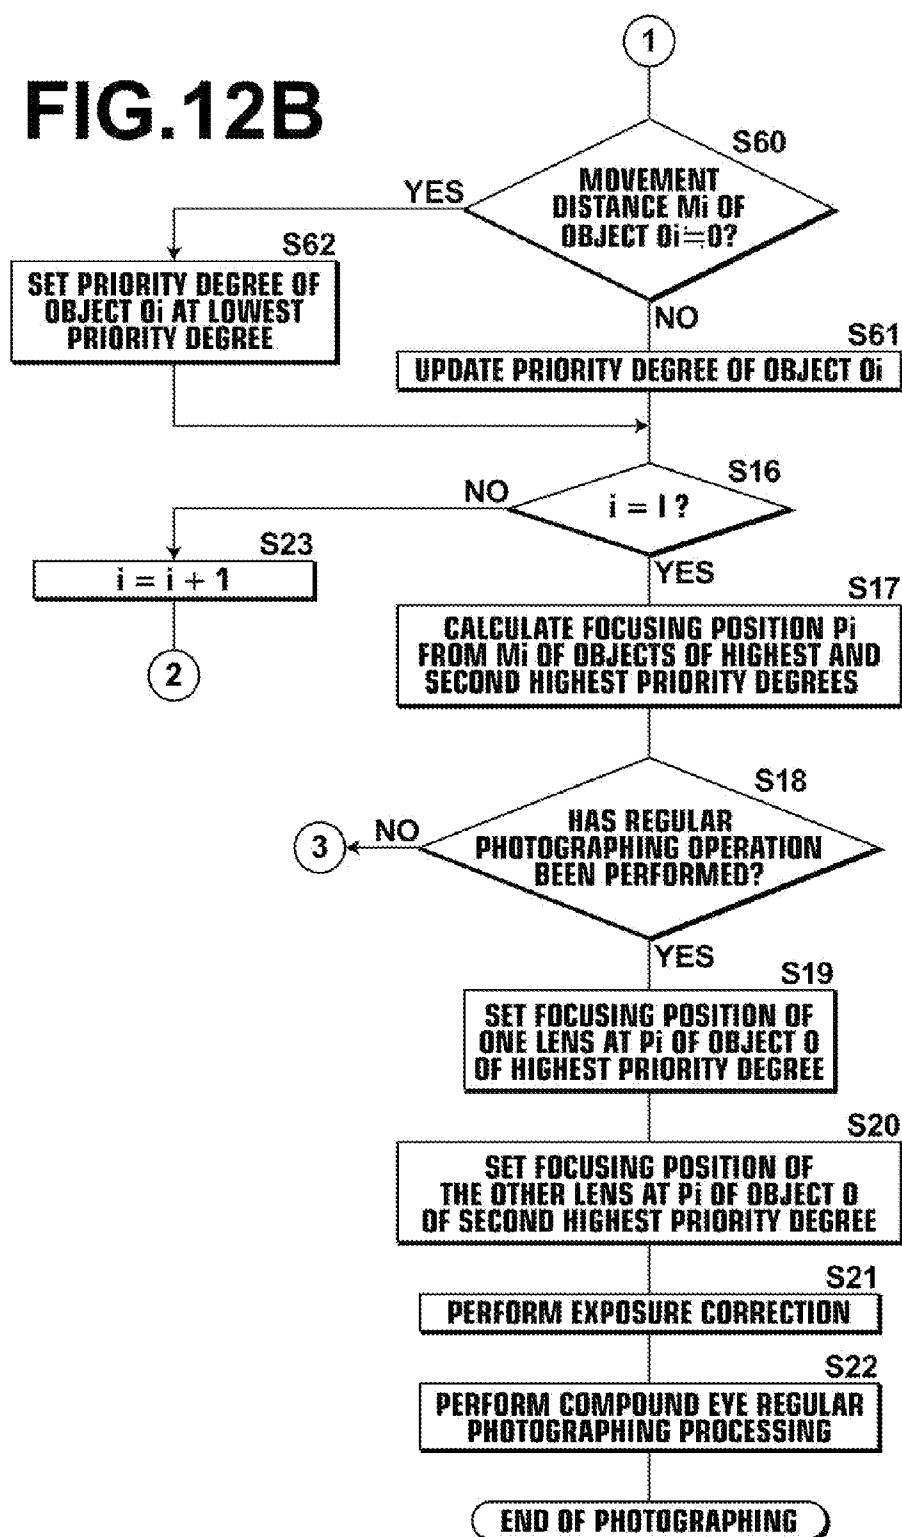 1
FIG.12B
S60
MOVEMENT
DISTANCE Mi OF
OBJECT Oi≒0?
YES
S62
SET PRIORITY DEGREE OF
OBJECT Oi AT LOWEST
PRIORITY DEGREE
NO
S61
UPDATE PRIORITY DEGREE OF OBJECT Oi
S16
i = I ?
NO
S23
i = i + 1
2
YES
S17
CALCULATE FOCUSING POSITION Pi
FROM Mi OF OBJECTS OF HIGHEST AND
SECOND HIGHEST PRIORITY DEGREES
S18
HAS REGULAR
PHOTOGRAPHING OPERATION
BEEN PERFORMED?
NO
3
YES
S19
SET FOCUSING POSITION OF
ONE LENS AT Pi OF OBJECT O
OF HIGHEST PRIORITY DEGREE
S20
SET FOCUSING POSITION OF
THE OTHER LENS AT Pi OF OBJECT O
OF SECOND HIGHEST PRIORITY DEGREE
S21
PERFORM EXPOSURE CORRECTION
S22
PERFORM COMPOUND EYE REGULAR
PHOTOGRAPHING PROCESSING
END OF PHOTOGRAPHING